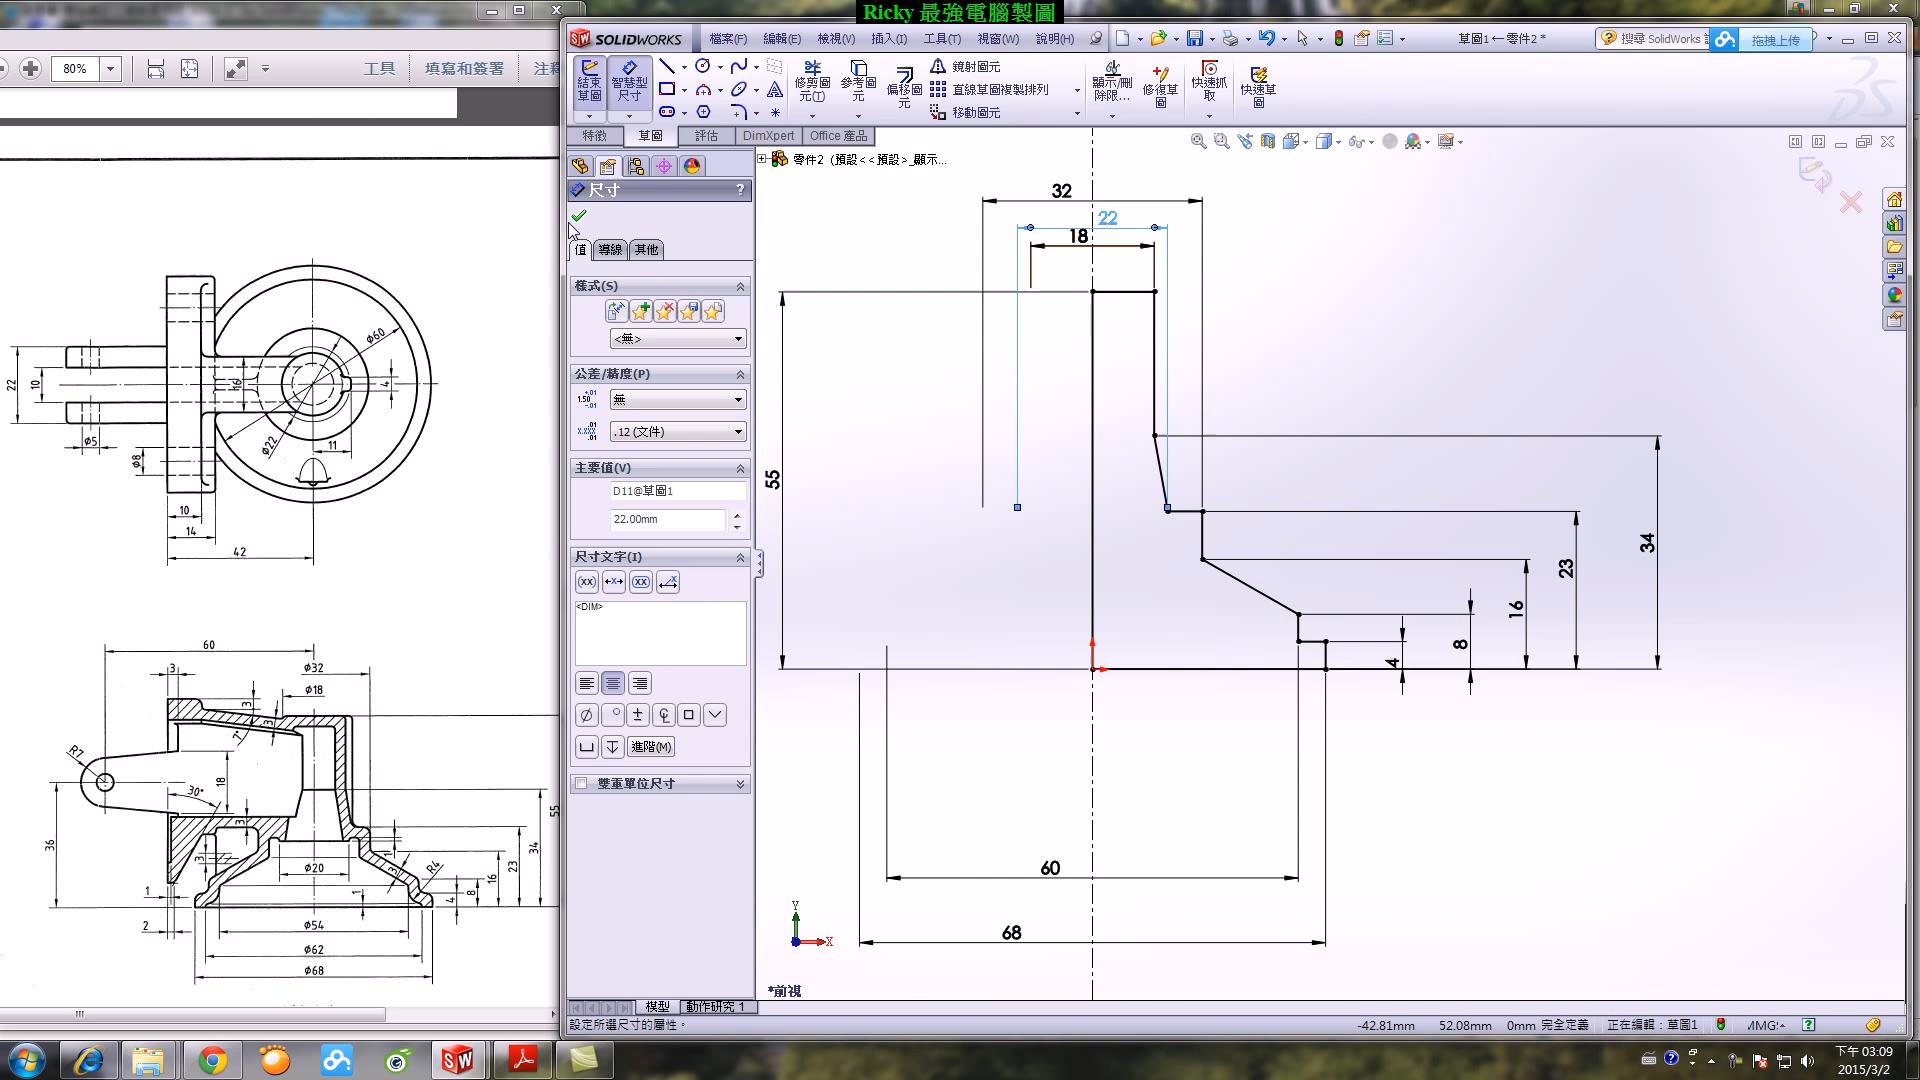 Ricky 最強電腦製圖
SOLIDWORKS
檔案(F)
編輯(E)
檢視(V)
插入(I)
工具(T)
視窗(W)
說明(H)
草圖1 ← 零件2 *
搜尋 SolidWorks
拖拽上传
80%
工具
填寫和簽署
注
結束草圖
智慧型尺寸
修剪圖元(T)
參考圖元
偏移圖元
鏡射圖元
直線草圖複製排列
移動圖元
顯示/刪除限...
修復草圖
快速抓取
快速草圖
特徵
草圖
評估
DimXpert
Office 產品
零件2 (預設<<預設>_顯示...
尺寸
?
值
導線
其他
樣式(S)
<無>
公差/精度(P)
無
.12 (文件)
主要值(V)
D11@草圖1
22.00mm
尺寸文字(I)
<DIM>
進階(M)
雙重單位尺寸
32
22
18
55
34
23
16
8
4
60
68
Y
X
*前視
22
10
16
4
φ60
φ22
11
φ5
φ8
10
14
42
60
3
φ32
φ18
3
3
7°
R7
18
30°
3
3
36
1
2
φ20
1
3
1
R4
4
8
16
23
34
55
φ54
φ62
φ68
模型
動作研究 1
設定所選尺寸的屬性。
-42.81mm
52.08mm
0mm
完全定義
正在編輯 : 草圖1
下午 03:09
2015/3/2